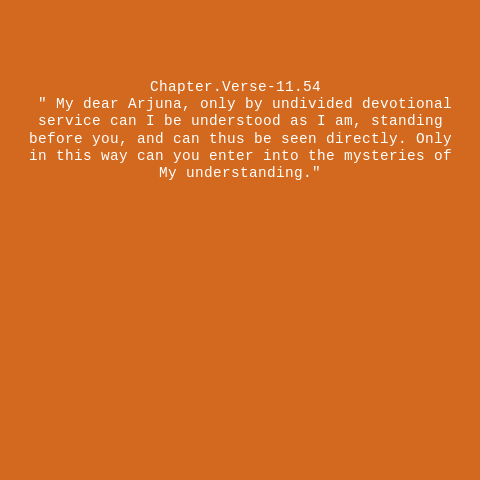 Chapter.Verse-11.54
" My dear Arjuna, only by undivided devotional
service can I be understood as I am, standing
before you, and can thus be seen directly. Only
in this way can you enter into the mysteries of
My understanding."